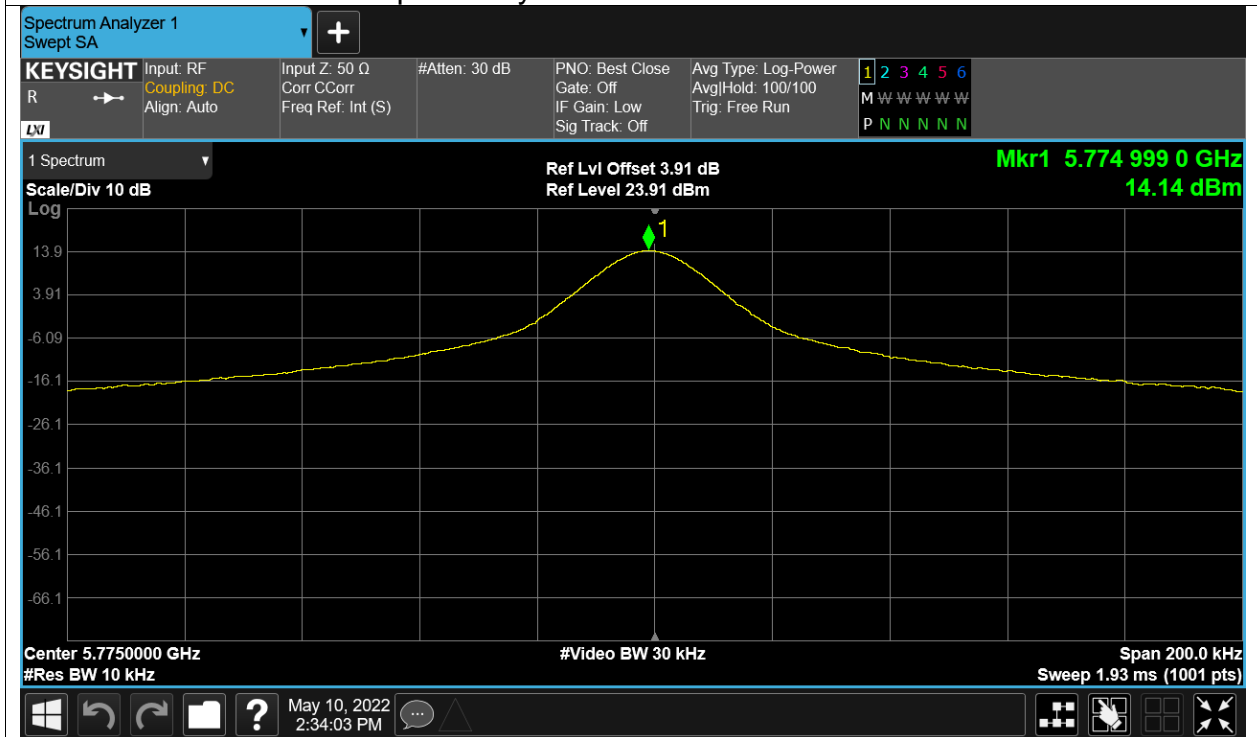 Spectrum Analyzer 1
Swept SA
KEYSIGHT
R
LXI
Input: RF
Coupling: DC
Align: Auto
Input Z: 50 Ω
Corr CCorr
Freq Ref: Int (S)
#Atten: 30 dB
PNO: Best Close
Gate: Off
IF Gain: Low
Sig Track: Off
Avg Type: Log-Power
Avg|Hold: 100/100
Trig: Free Run
1 2 3 4 5 6
M W W W W W
P N N N N N N
1 Spectrum
Scale/Div 10 dB
Log
Ref Lvl Offset 3.91 dB
Ref Level 23.91 dBm
Mkr1 5.774 999 0 GHz
14.14 dBm
1
13.9
3.91
-6.09
-16.1
-26.1
-36.1
-46.1
-56.1
-66.1
Center 5.7750000 GHz
#Res BW 10 kHz
#Video BW 30 kHz
Span 200.0 kHz
Sweep 1.93 ms (1001 pts)
?
May 10, 2022
2:34:03 PM